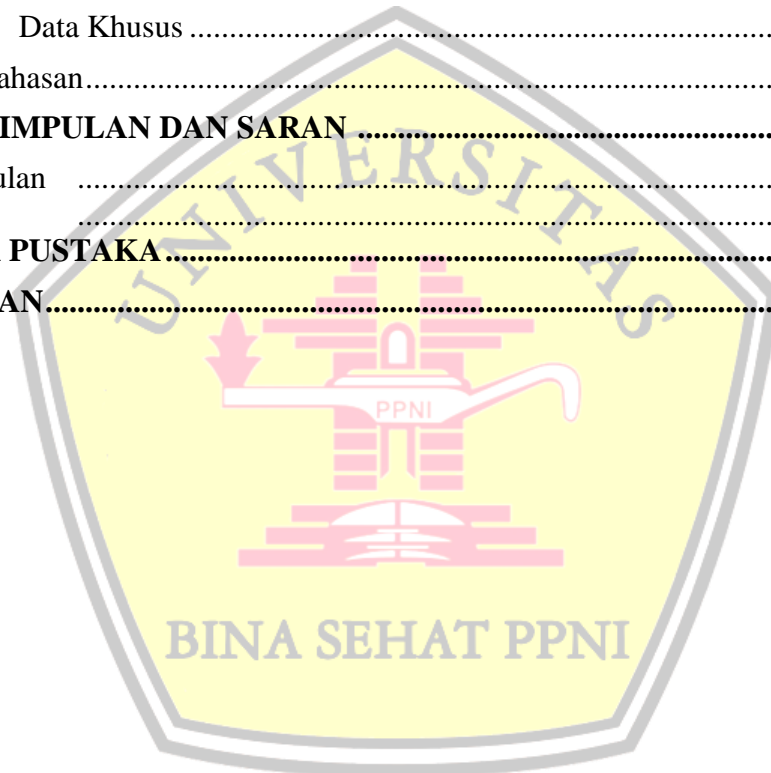 Data Khusus ....................................................................................
ahasan.................................................................................................
IMPULAN DAN SARAN ............................................................
ulan ....................................................................................................
....................................................................................................
PUSTAKA....................................................................................
AN....................................................................................................
UNIVERSITAS
PPNI
BINA SEHAT PPNI